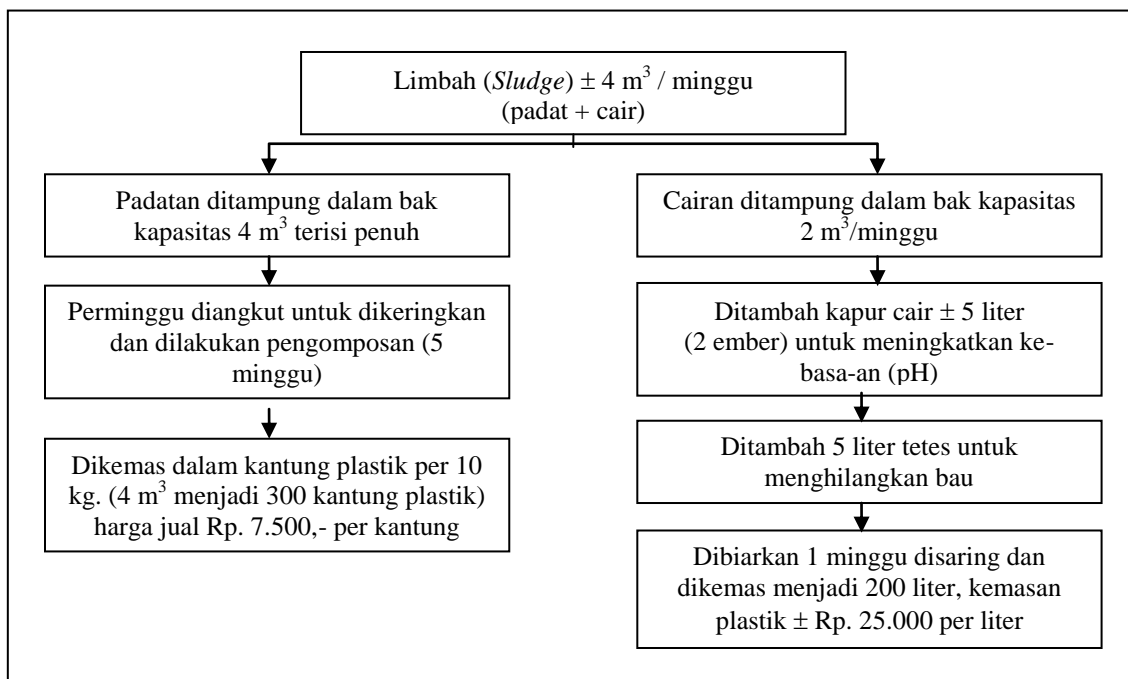 Limbah (Sludge) ± 4 m³ / minggu
(padat + cair)
Padatan ditampung dalam bak
kapasitas 4 m³ terisi penuh
Perminggu diangkut untuk dikeringkan
dan dilakukan pengomposan (5
minggu)
Dikemas dalam kantung plastik per 10
kg. (4 m³ menjadi 300 kantung plastik)
harga jual Rp. 7.500,- per kantung
Cairan ditampung dalam bak kapasitas
2 m³/minggu
Ditambah kapur cair ± 5 liter
(2 ember) untuk meningkatkan ke-
basa-an (pH)
Ditambah 5 liter tetes untuk
menghilangkan bau
Dibiarkan 1 minggu disaring dan
dikemas menjadi 200 liter, kemasan
plastik ± Rp. 25.000 per liter